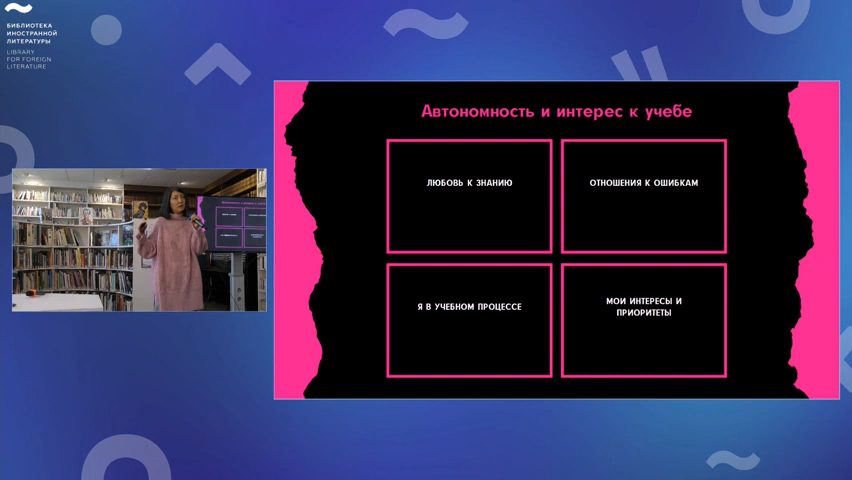 БИБЛИОТЕКА
ИНОСТРАННОЙ
ЛИТЕРАТУРЫ
LIBRARY
FOR FOREIGN
LITERATURE
Автономность и интерес к учебе
ЛЮБОВЬ К ЗНАНИЮ
ОТНОШЕНИЯ К ОШИБКАМ
Я В УЧЕБНОМ ПРОЦЕССЕ
МОИ ИНТЕРЕСЫ И
ПРИОРИТЕТЫ